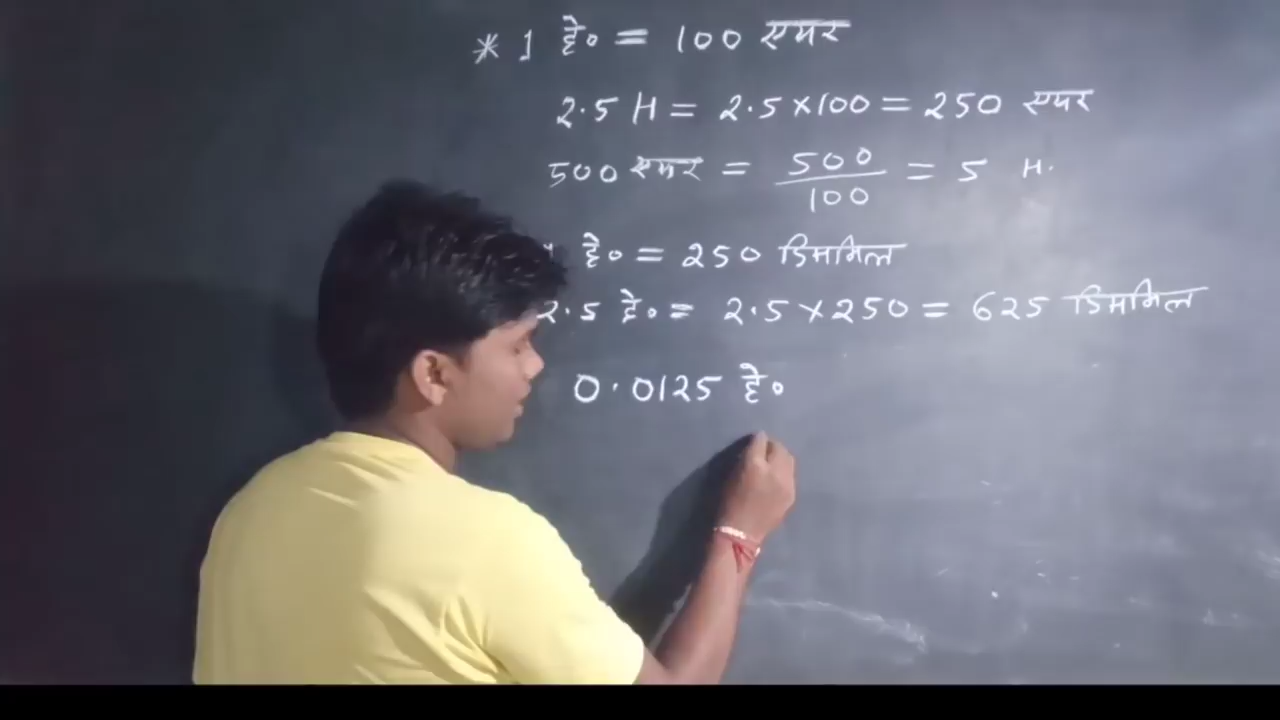 * 1 हे० = 100 एयर
2.5 H = 2.5 × 100 = 250 एयर
500 एयर = 500/100 = 5 H.
हे० = 250 डिसमिल
2.5 हे० = 2.5 × 250 = 625 डिसमिल
0.0125 हे०